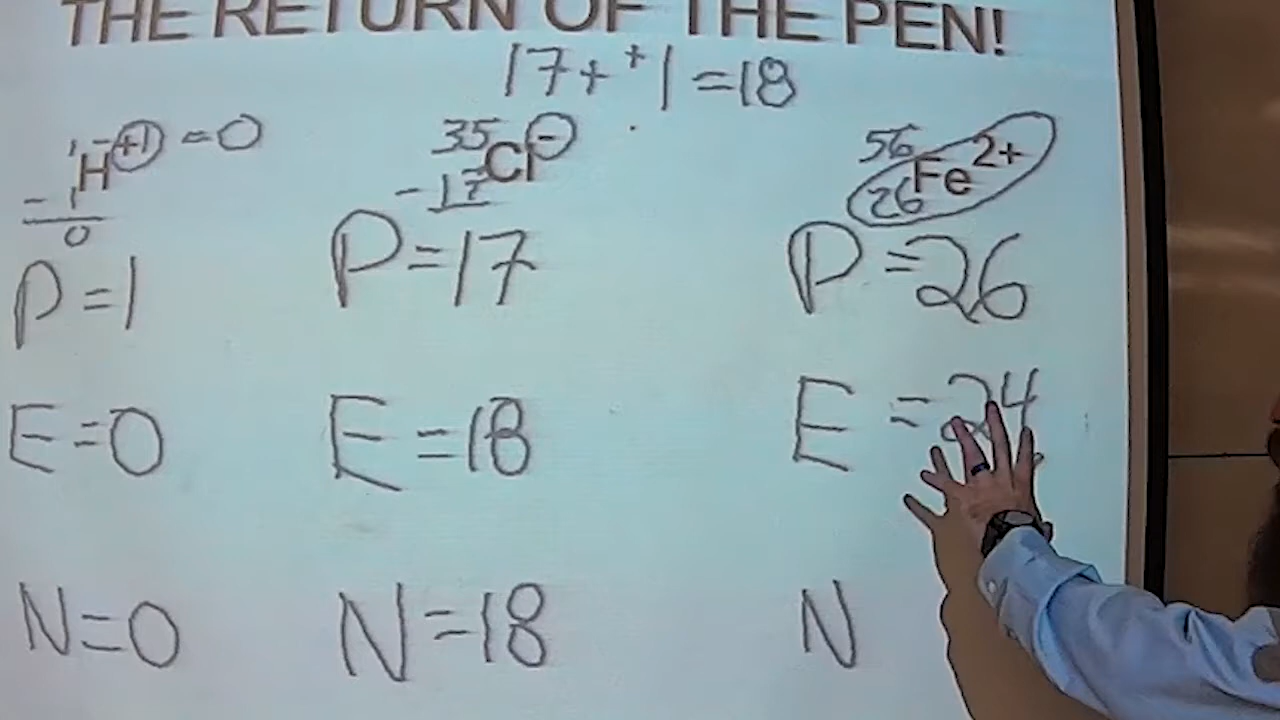 THE RETURN OF THE PEN!
17 + +1 = 18
1 H +1 = 0
35 Cl -
56 Fe 2+
- 1
- 17
26
0
P = 1
P = 17
P = 26
E = 0
E = 18
E = 24
N = 0
N = 18
N